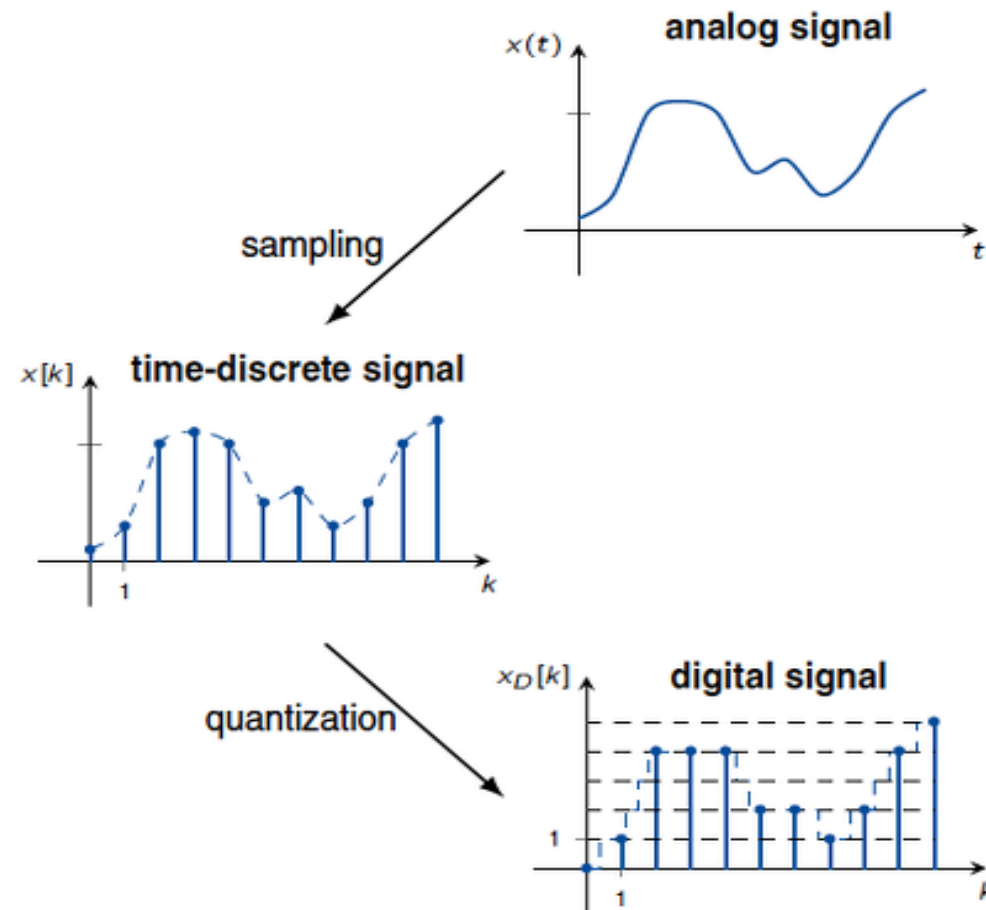 analog signal
x(t)
t
sampling
time-discrete signal
x[k]
1
k
quantization
digital signal
x_D[k]
1
1
k